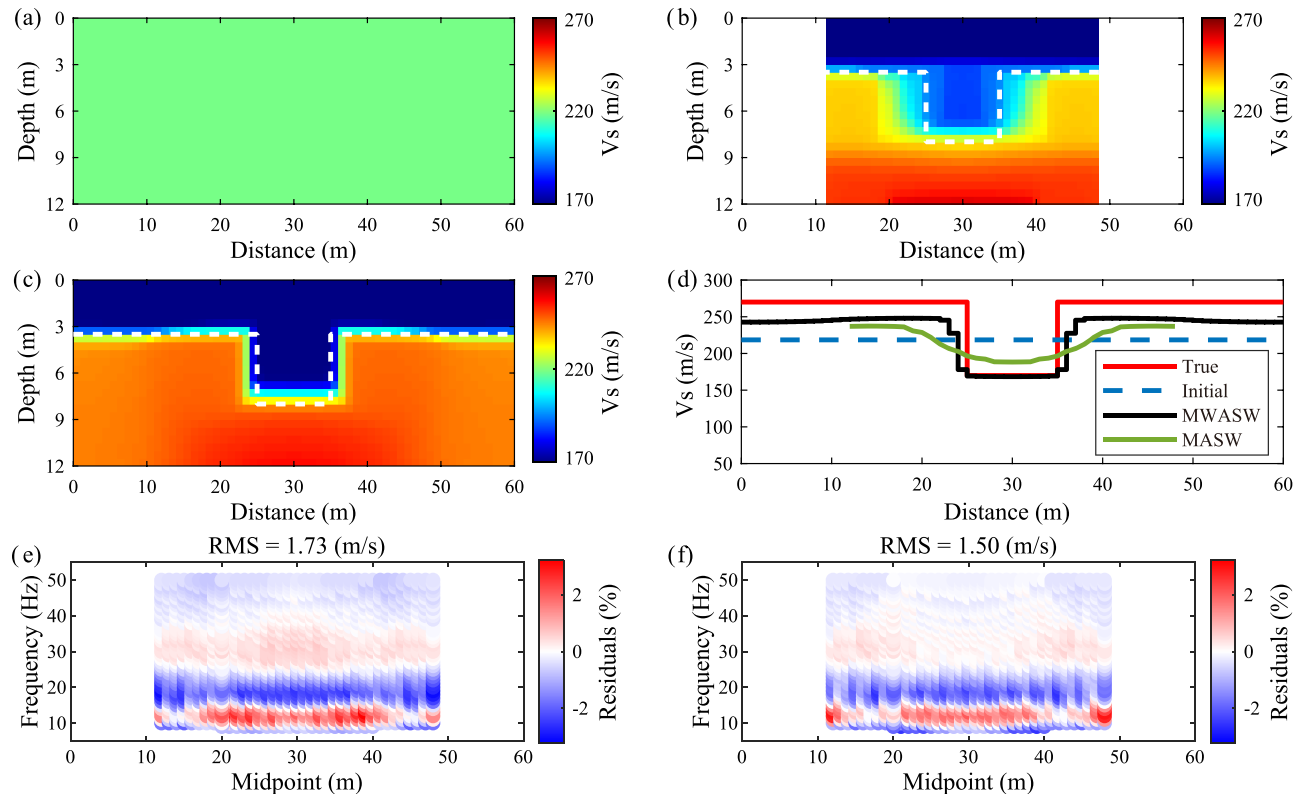 (a)
0
3
6
9
12
Depth (m)
0 10 20 30 40 50 60
Distance (m)
270
220
170
Vs (m/s)
(b)
0
3
6
9
12
Depth (m)
0 10 20 30 40 50 60
Distance (m)
270
220
170
Vs (m/s)
(c)
0
3
6
9
12
Depth (m)
0 10 20 30 40 50 60
Distance (m)
270
220
170
Vs (m/s)
(d)
300
250
200
150
100
50
Vs (m/s)
0 10 20 30 40 50 60
Distance (m)
True
Initial
MWASW
MASW
(e)
RMS = 1.73 (m/s)
50
40
30
20
10
Frequency (Hz)
0 10 20 30 40 50 60
Midpoint (m)
2
0
-2
Residuals (%)
(f)
RMS = 1.50 (m/s)
50
40
30
20
10
Frequency (Hz)
0 10 20 30 40 50 60
Midpoint (m)
2
0
-2
Residuals (%)